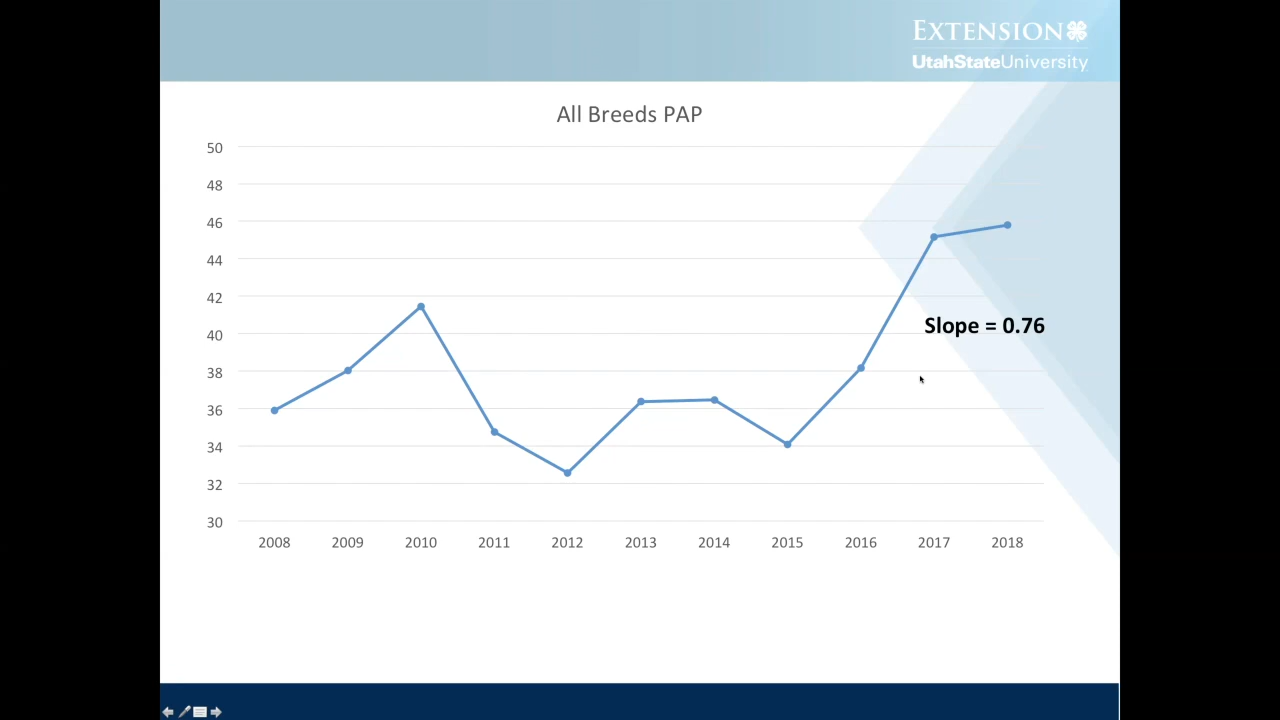 EXTENSION
UtahStateUniversity
All Breeds PAP
50
48
46
44
42
40
38
36
34
32
30
Slope = 0.76
2008 2009 2010 2011 2012 2013 2014 2015 2016 2017 2018